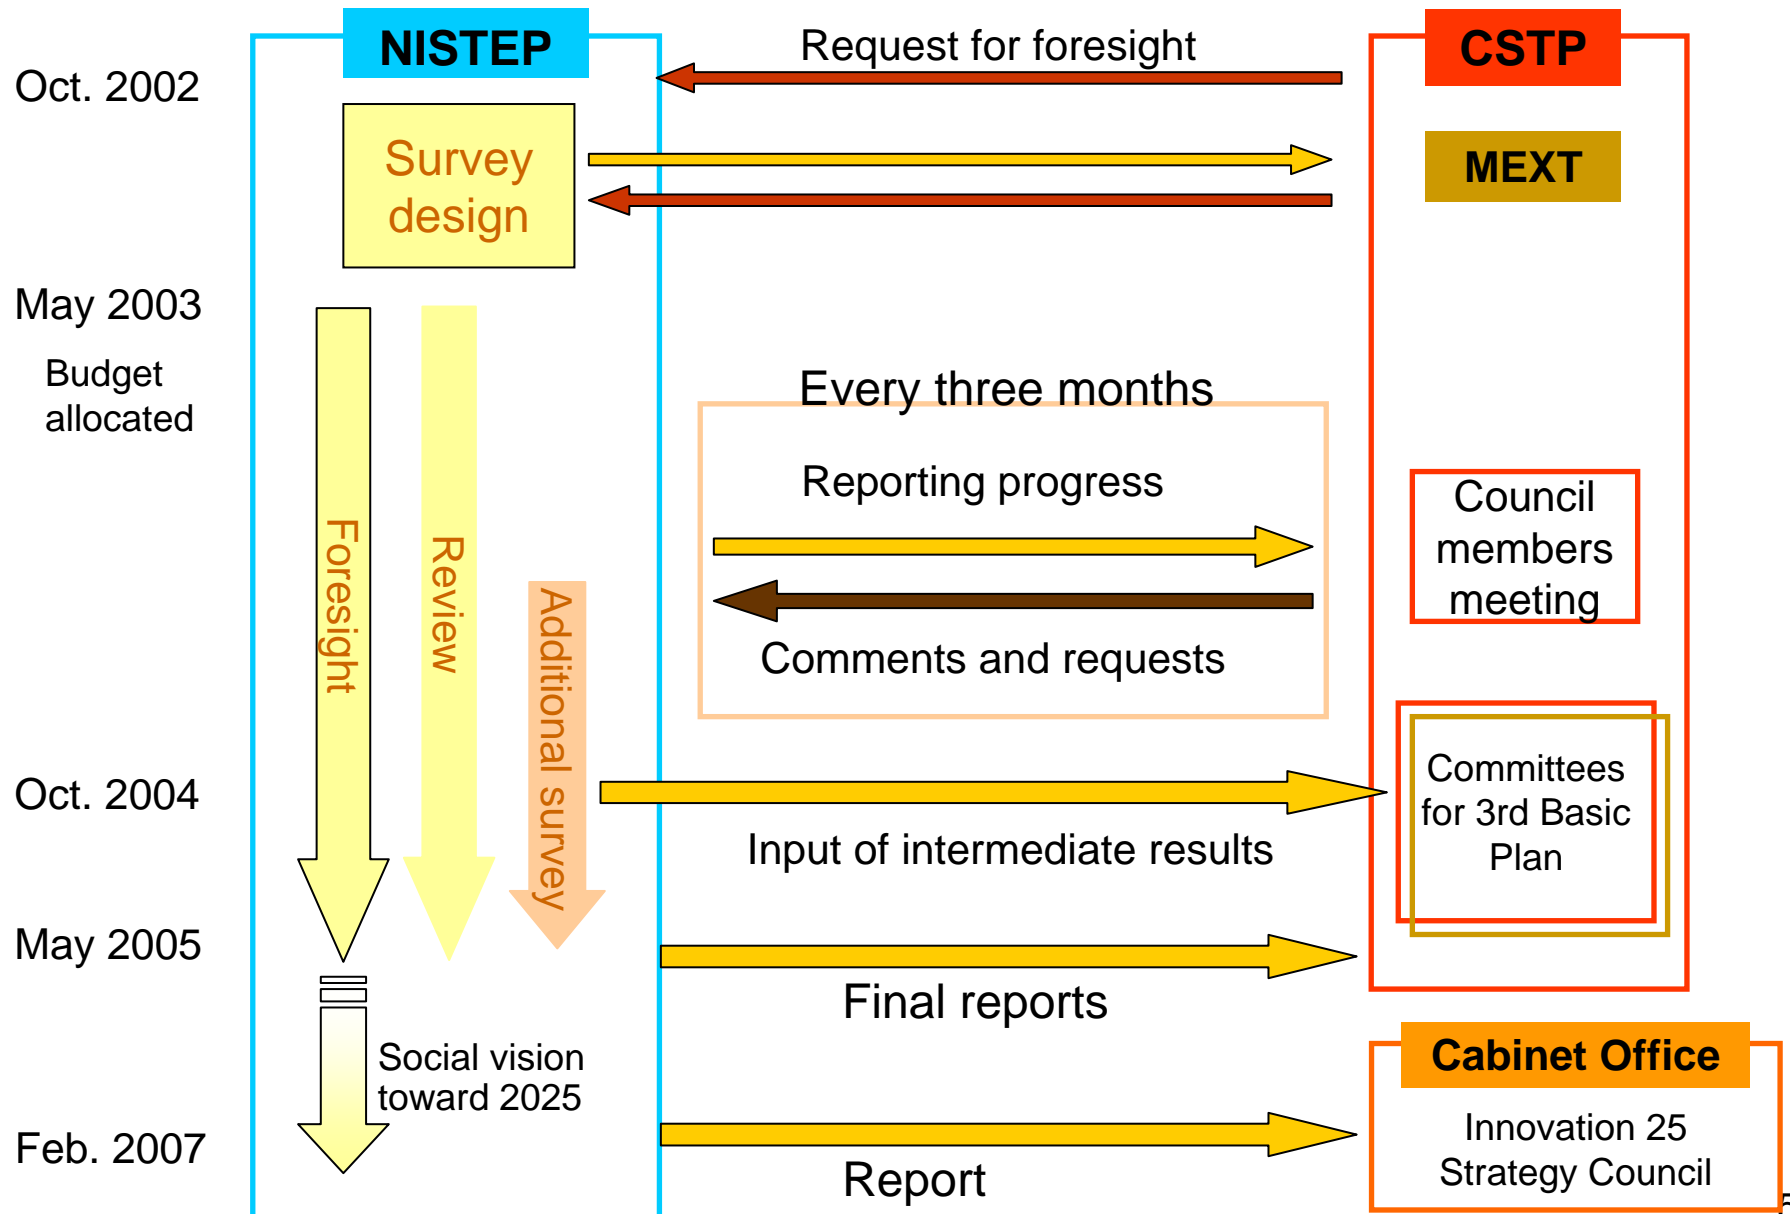 NISTEP
Request for foresight
CSTP
Oct. 2002
Survey
design
MEXT
May 2003
Budget
allocated
Every three months
Reporting progress
Council
members
meeting
Foresight
Review
Additional survey
Comments and requests
Oct. 2004
Input of intermediate results
Committees
for 3rd Basic
Plan
May 2005
Final reports
Social vision
toward 2025
Cabinet Office
Innovation 25
Strategy Council
Feb. 2007
Report